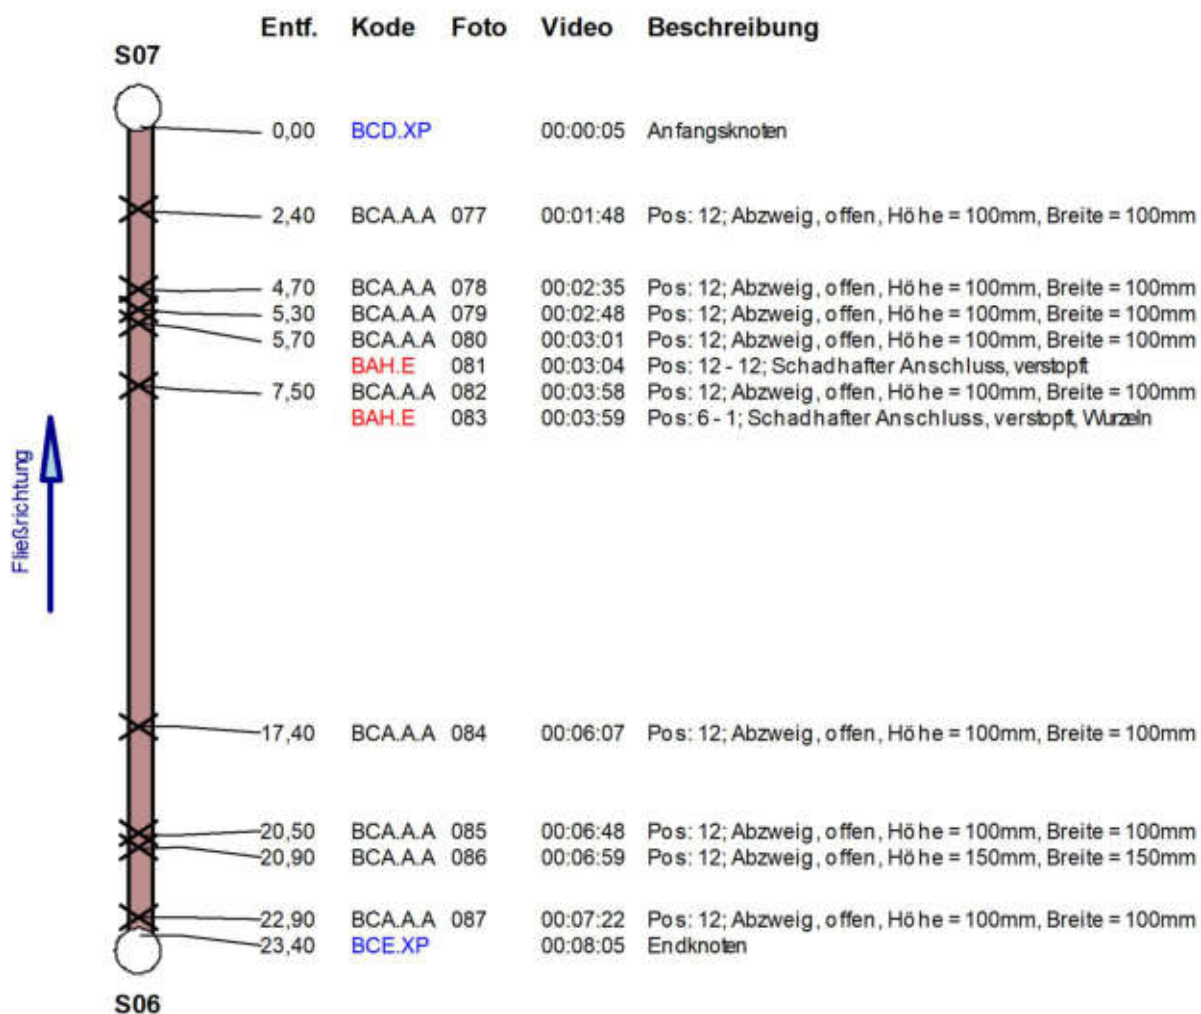 Entf. Kode Foto Video Beschreibung
S07
0,00 BCD.XP 00:00:05 Anfangsknoten
2,40 BCA.A.A 077 00:01:48 Pos: 12; Abzweig, offen, Höhe = 100mm, Breite = 100mm
4,70 BCA.A.A 078 00:02:35 Pos: 12; Abzweig, offen, Höhe = 100mm, Breite = 100mm
5,30 BCA.A.A 079 00:02:48 Pos: 12; Abzweig, offen, Höhe = 100mm, Breite = 100mm
5,70 BCA.A.A 080 00:03:01 Pos: 12; Abzweig, offen, Höhe = 100mm, Breite = 100mm
BAH.E 081 00:03:04 Pos: 12 - 12; Schadhafter Anschluss, verstopft
7,50 BCA.A.A 082 00:03:58 Pos: 12; Abzweig, offen, Höhe = 100mm, Breite = 100mm
BAH.E 083 00:03:59 Pos: 6 - 1; Schadhafter Anschluss, verstopft, Wurzeln
Fließrichtung
17,40 BCA.A.A 084 00:06:07 Pos: 12; Abzweig, offen, Höhe = 100mm, Breite = 100mm
20,50 BCA.A.A 085 00:06:48 Pos: 12; Abzweig, offen, Höhe = 100mm, Breite = 100mm
20,90 BCA.A.A 086 00:06:59 Pos: 12; Abzweig, offen, Höhe = 150mm, Breite = 150mm
22,90 BCA.A.A 087 00:07:22 Pos: 12; Abzweig, offen, Höhe = 100mm, Breite = 100mm
23,40 BCE.XP 00:08:05 Endknoten
S06